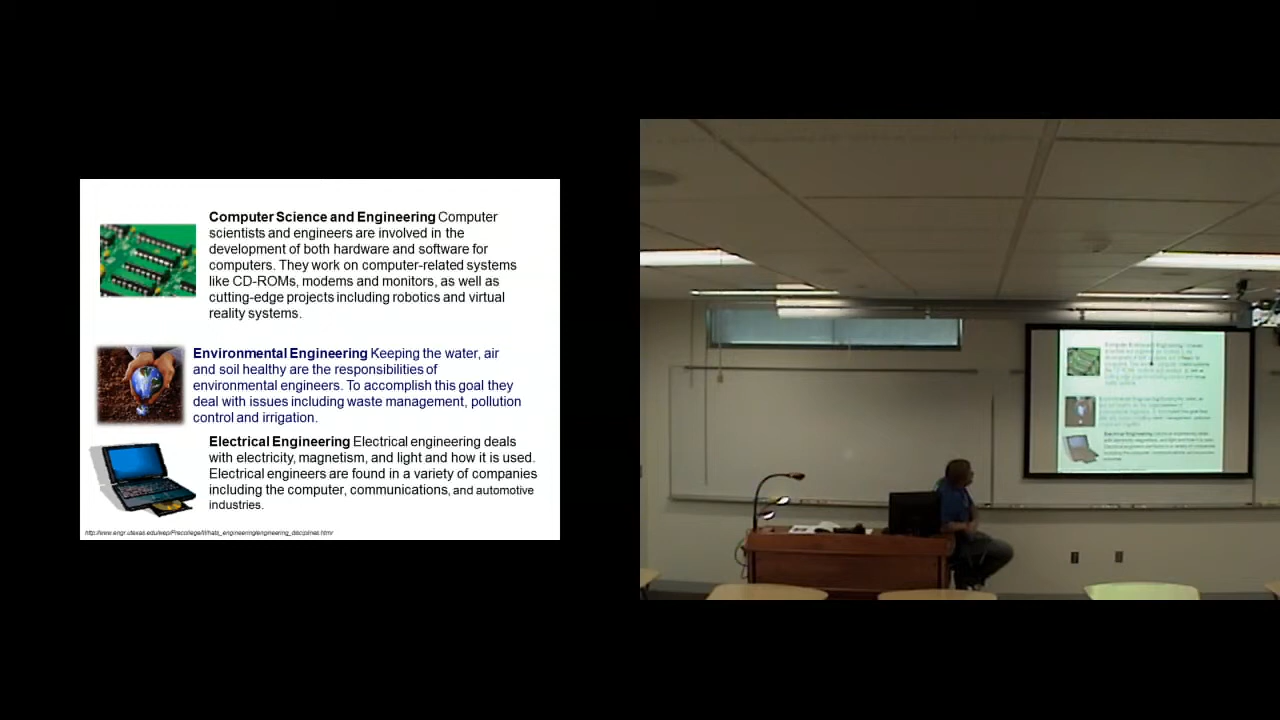 Computer Science and Engineering Computer
scientists and engineers are involved in the
development of both hardware and software for
computers. They work on computer-related systems
like CD-ROMs, modems and monitors, as well as
cutting-edge projects including robotics and virtual
reality systems.
Environmental Engineering Keeping the water, air
and soil healthy are the responsibilities of
environmental engineers. To accomplish this goal they
deal with issues including waste management, pollution
control and irrigation.
Electrical Engineering Electrical engineering deals
with electricity, magnetism, and light and how it is used.
Electrical engineers are found in a variety of companies
including the computer, communications, and automotive
industries.